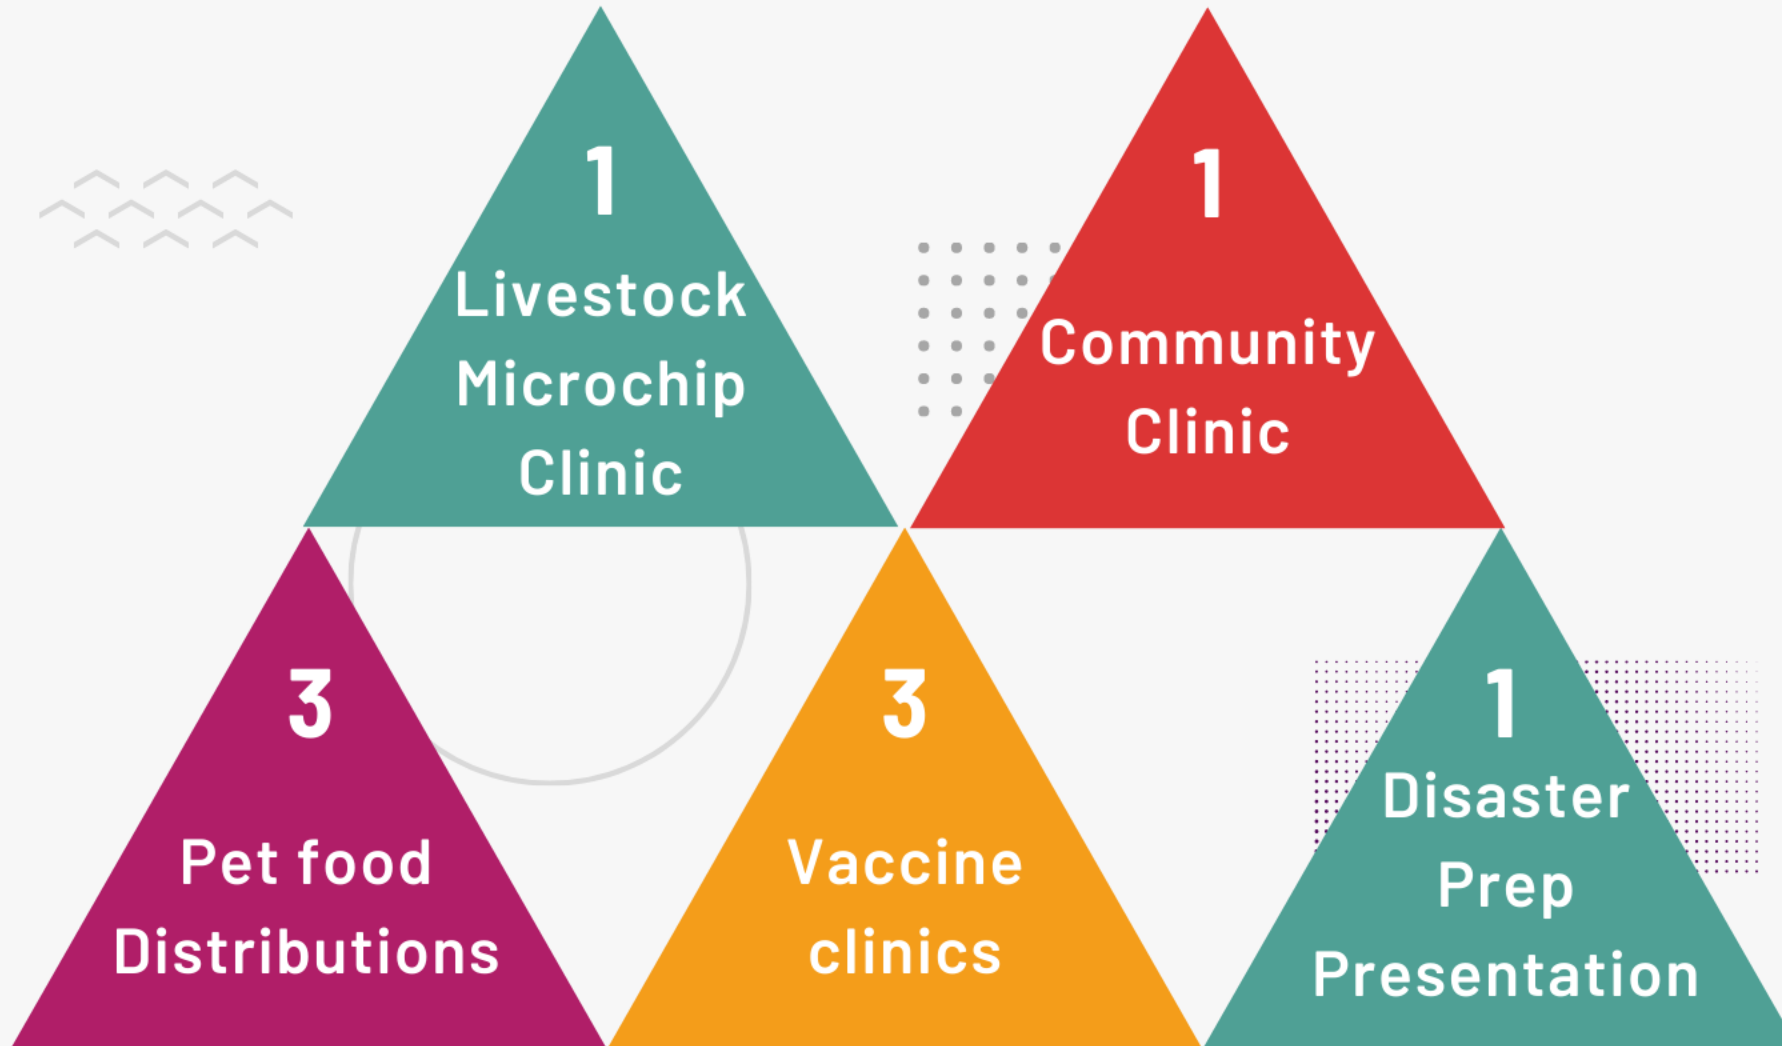 1
Livestock
Microchip
Clinic
1
Community
Clinic
3
Pet food
Distributions
3
Vaccine
clinics
1
Disaster
Prep
Presentation